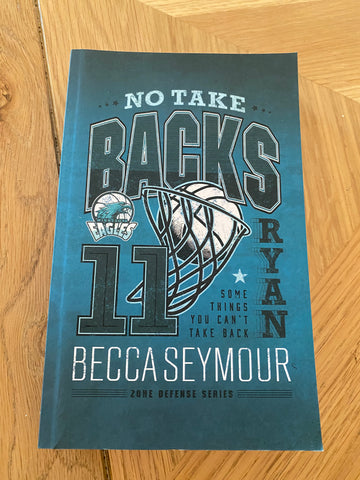 NO TAKE
BACKS
EAGLES
11
RYAN
SOME
THINGS
YOU CAN'T
TAKE BACK
BECCA SEYMOUR
ZONE DEFENSE SERIES